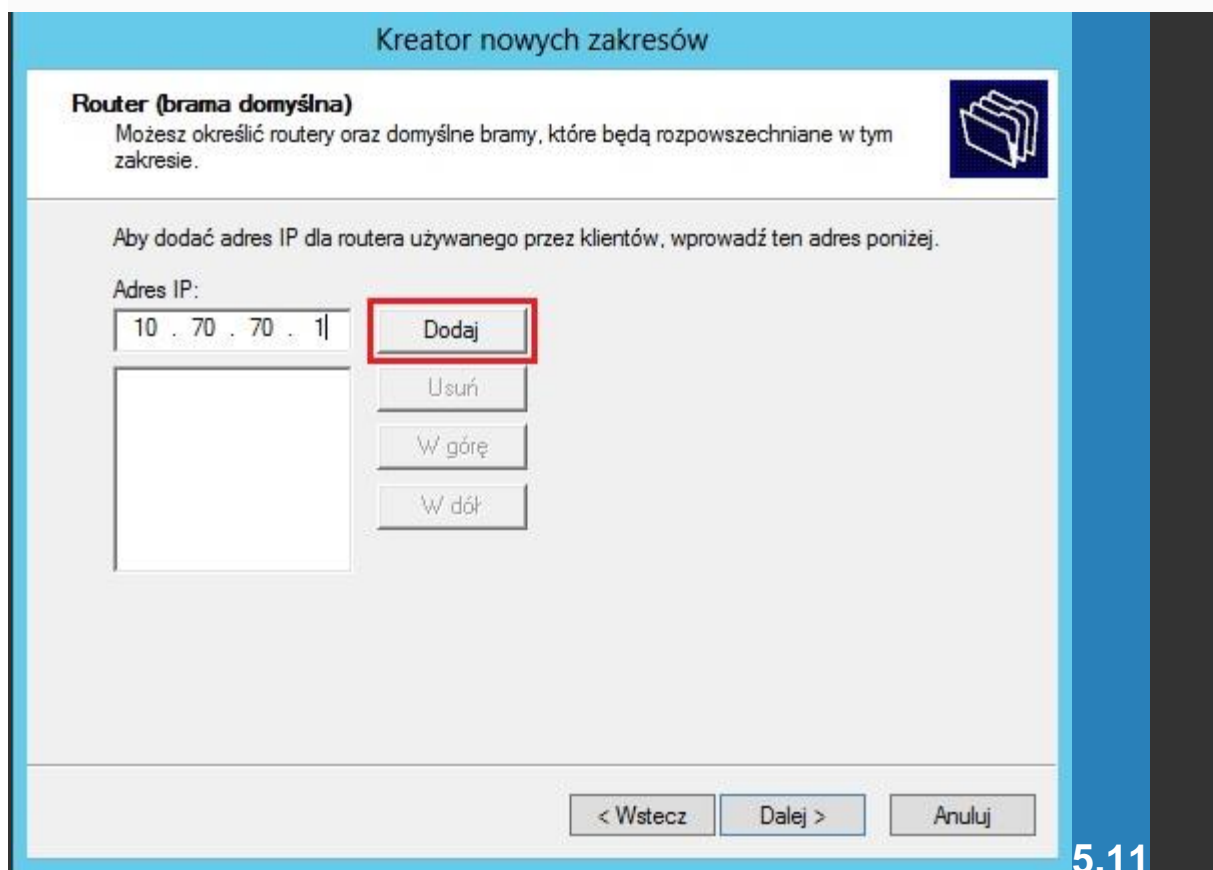 Kreator nowych zakresów
Router (brama domyślna)
Możesz określić routery oraz domyślne bramy, które będą rozpowszechniane w tym
zakresie.
Aby dodać adres IP dla routera używanego przez klientów, wprowadź ten adres poniżej.
Adres IP:
10 . 70 . 70 . 1
Dodaj
Usuń
W górę
W dół
< Wstecz
Dalej >
Anuluj
5.11